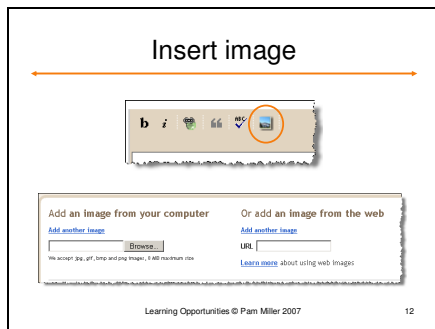 Insert image
b i ABC
Add an image from your computer
Add another image
Browse...
We accept jpg, gif, bmp and png images, 8 MB maximum size
Or add an image from the web
Add another image
URL
Learn more about using web images
Learning Opportunities © Pam Miller 2007
12